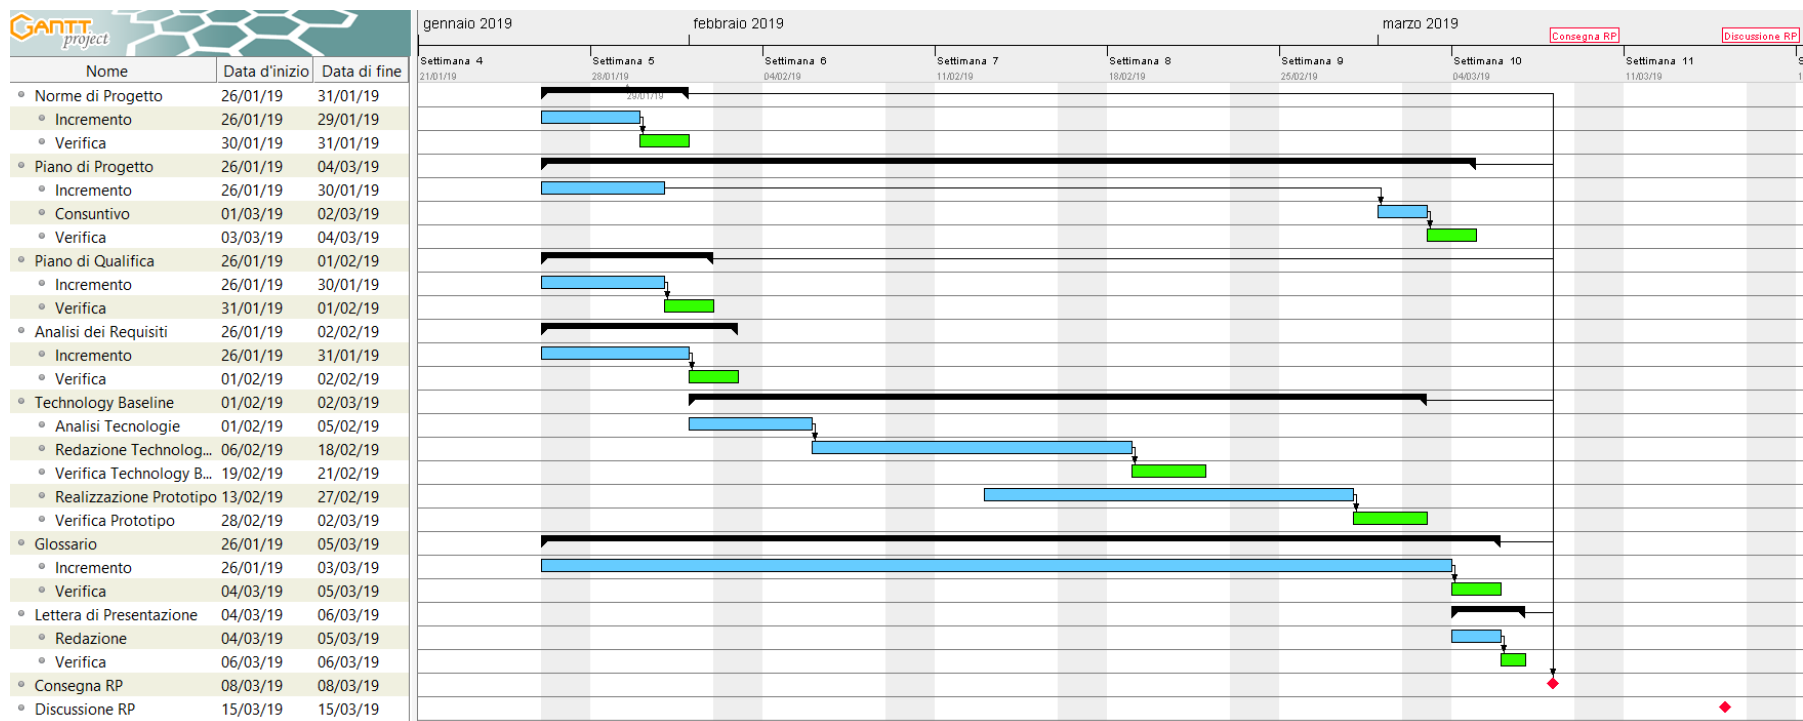 GANTT
project
gennaio 2019 febbraio 2019 marzo 2019
Consegna RP Discussione RP
Nome Data d'inizio Data di fine
Settimana 4 Settimana 5 Settimana 6 Settimana 7 Settimana 8 Settimana 9 Settimana 10 Settimana 11
21/01/19 28/01/19 04/02/19 11/02/19 18/02/19 25/02/19 04/03/19 11/03/19
29/01/19
Norme di Progetto 26/01/19 31/01/19
Incremento 26/01/19 29/01/19
Verifica 30/01/19 31/01/19
Piano di Progetto 26/01/19 04/03/19
Incremento 26/01/19 30/01/19
Consuntivo 01/03/19 02/03/19
Verifica 03/03/19 04/03/19
Piano di Qualifica 26/01/19 01/02/19
Incremento 26/01/19 30/01/19
Verifica 31/01/19 01/02/19
Analisi dei Requisiti 26/01/19 02/02/19
Incremento 26/01/19 31/01/19
Verifica 01/02/19 02/02/19
Technology Baseline 01/02/19 02/03/19
Analisi Tecnologie 01/02/19 05/02/19
Redazione Technolog... 06/02/19 18/02/19
Verifica Technology B... 19/02/19 21/02/19
Realizzazione Prototipo 13/02/19 27/02/19
Verifica Prototipo 28/02/19 02/03/19
Glossario 26/01/19 05/03/19
Incremento 26/01/19 03/03/19
Verifica 04/03/19 05/03/19
Lettera di Presentazione 04/03/19 06/03/19
Redazione 04/03/19 05/03/19
Verifica 06/03/19 06/03/19
Consegna RP 08/03/19 08/03/19
Discussione RP 15/03/19 15/03/19